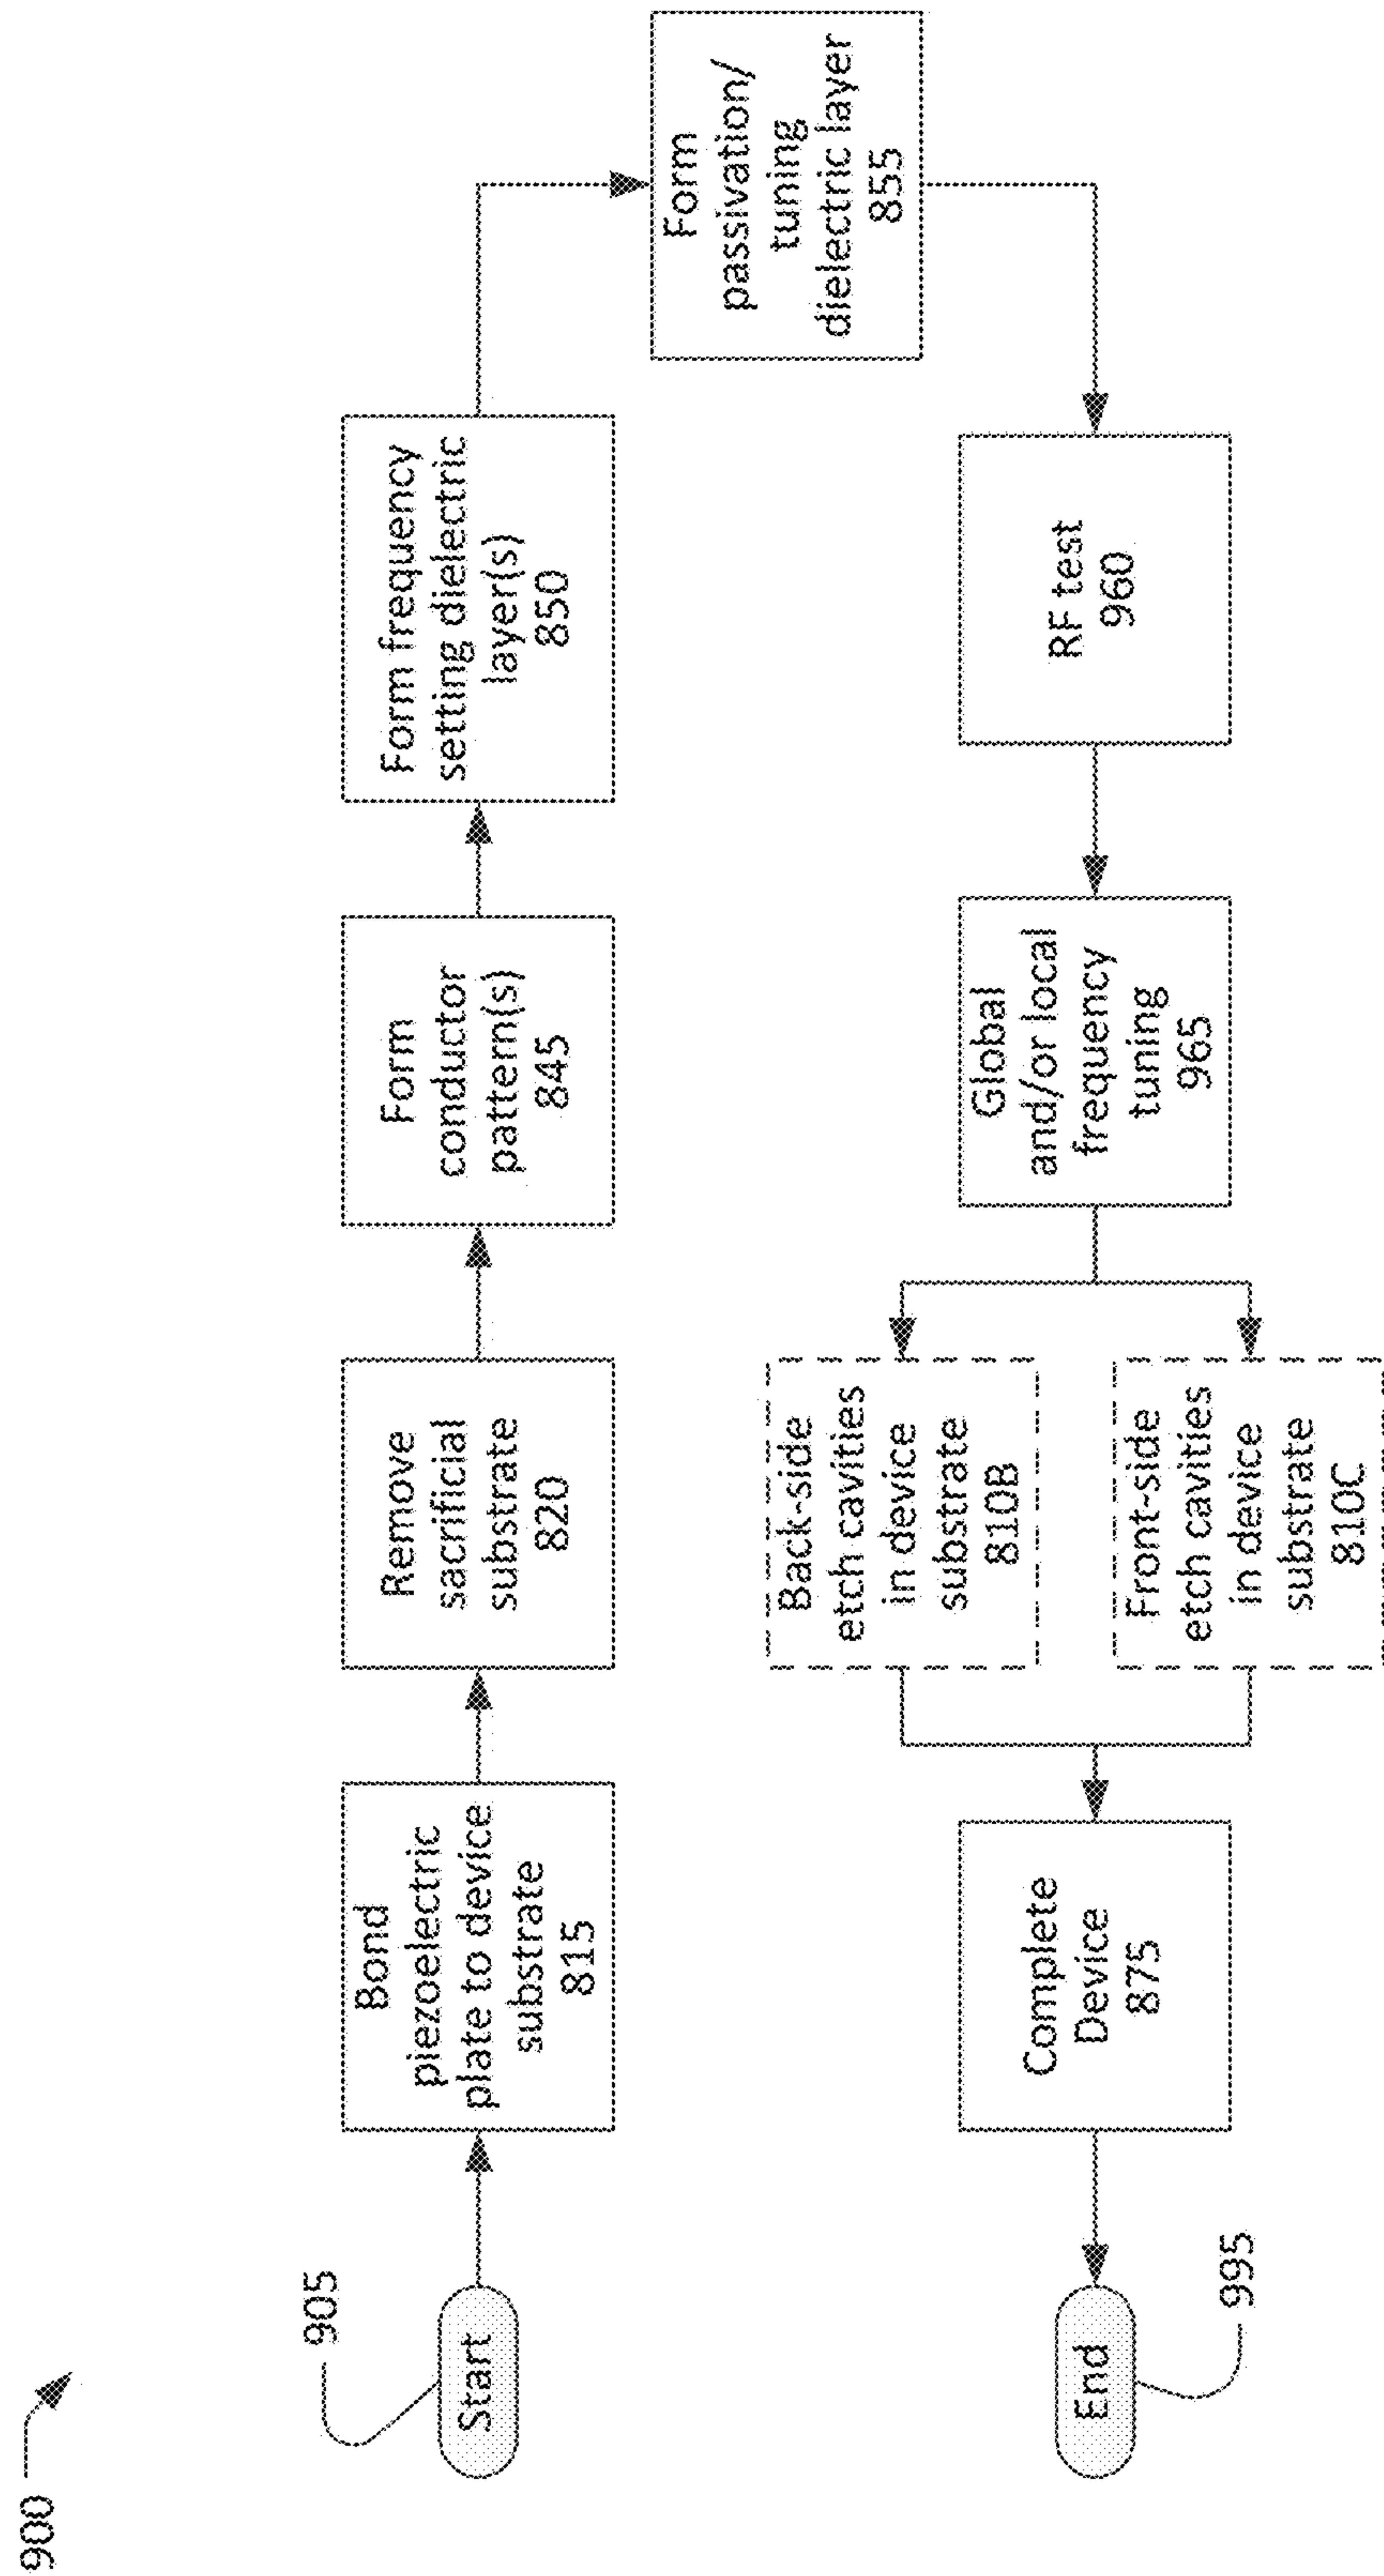 900
905
Start
Bond
piezoelectric
plate to device
substrate
815
Remove
sacrificial
substrate
820
Form
conductor
pattern(s)
845
Form frequency
setting dielectric
layer(s)
850
Form
passivation/
tuning
dielectric layer
855
RF test
960
Global
and/or local
frequency
tuning
965
Back-side
etch cavities
in device
substrate
810B
Front-side
etch cavities
in device
substrate
810C
Complete
Device
875
End
995